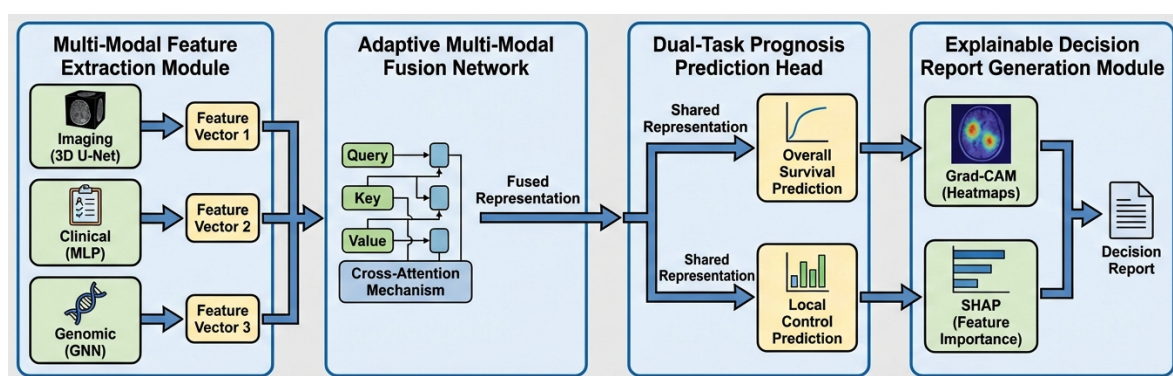 Multi-Modal Feature
Extraction Module
Imaging
(3D U-Net)
Feature
Vector 1
Clinical
(MLP)
Feature
Vector 2
Genomic
(GNN)
Feature
Vector 3
Adaptive Multi-Modal
Fusion Network
Query
Key
Value
Cross-Attention
Mechanism
Fused
Representation
Dual-Task Prognosis
Prediction Head
Shared
Representation
Overall
Survival
Prediction
Shared
Representation
Local
Control
Prediction
Explainable Decision
Report Generation Module
Grad-CAM
(Heatmaps)
SHAP
(Feature
Importance)
Decision
Report